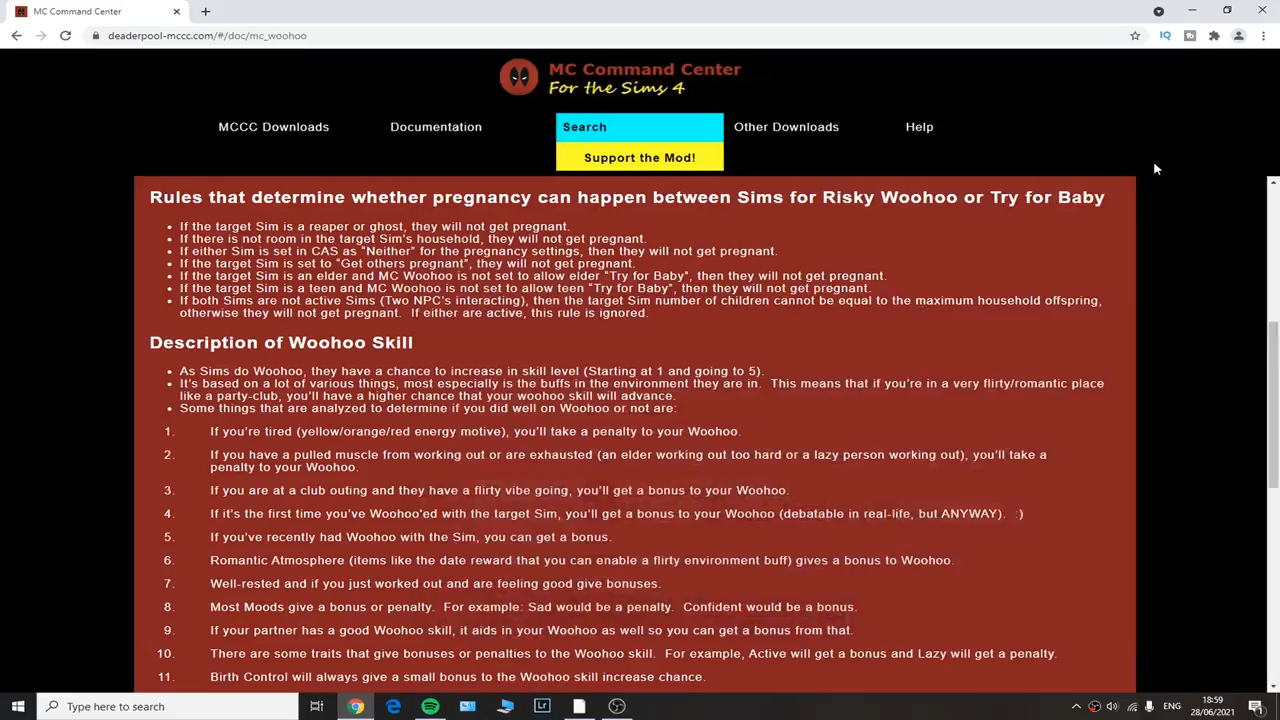 MC Command Center
deaderpool-mccc.com/#/doc/mc_woohoo
MC Command Center
For the Sims 4
MCCC Downloads
Documentation
Search
Other Downloads
Help
Support the Mod!
Rules that determine whether pregnancy can happen between Sims for Risky Woohoo or Try for Baby
• If the target Sim is a reaper or ghost, they will not get pregnant.
• If there is not room in the target Sim's household, they will not get pregnant.
• If either Sim is set in CAS as "Neither" for the pregnancy settings, then they will not get pregnant.
• If the target Sim is set to "Get others pregnant", they will not get pregnant.
• If the target Sim is an elder and MC Woohoo is not set to allow elder "Try for Baby", then they will not get pregnant.
• If the target Sim is a teen and MC Woohoo is not set to allow teen "Try for Baby", then they will not get pregnant.
• If both Sims are not active Sims (Two NPC's interacting), then the target Sim number of children cannot be equal to the maximum household offspring,
otherwise they will not get pregnant. If either are active, this rule is ignored.
Description of Woohoo Skill
• As Sims do Woohoo, they have a chance to increase in skill level (Starting at 1 and going to 5).
• It's based on a lot of various things, most especially is the buffs in the environment they are in. This means that if you're in a very flirty/romantic place
like a party-club, you'll have a higher chance that your woohoo skill will advance.
• Some things that are analyzed to determine if you did well on Woohoo or not are:
1. If you're tired (yellow/orange/red energy motive), you'll take a penalty to your Woohoo.
2. If you have a pulled muscle from working out or are exhausted (an elder working out too hard or a lazy person working out), you'll take a
penalty to your Woohoo.
3. If you are at a club outing and they have a flirty vibe going, you'll get a bonus to your Woohoo.
4. If it's the first time you've Woohoo'ed with the target Sim, you'll get a bonus to your Woohoo (debatable in real-life, but ANYWAY). :)
5. If you've recently had Woohoo with the Sim, you can get a bonus.
6. Romantic Atmosphere (items like the date reward that you can enable a flirty environment buff) gives a bonus to Woohoo.
7. Well-rested and if you just worked out and are feeling good give bonuses.
8. Most Moods give a bonus or penalty. For example: Sad would be a penalty. Confident would be a bonus.
9. If your partner has a good Woohoo skill, it aids in your Woohoo as well so you can get a bonus from that.
10. There are some traits that give bonuses or penalties to the Woohoo skill. For example, Active will get a bonus and Lazy will get a penalty.
11. Birth Control will always give a small bonus to the Woohoo skill increase chance.
Type here to search
18:59
28/06/2021